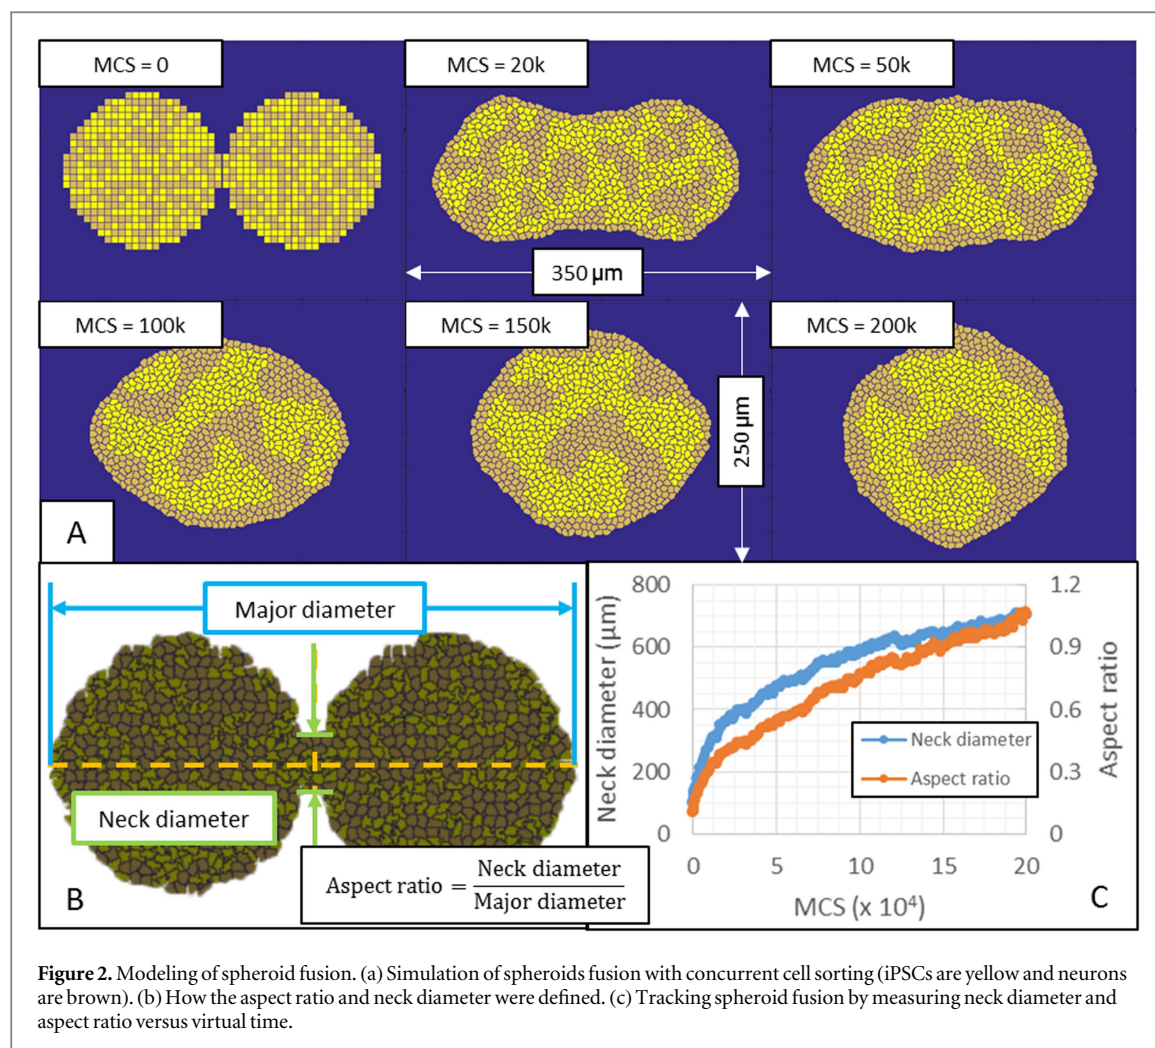 MCS = 0
MCS = 20k
MCS = 50k
350 µm
MCS = 100k
MCS = 150k
MCS = 200k
250 µm
A
Major diameter
Neck diameter
Aspect ratio = Neck diameter
Major diameter
B
800
600
400
200
0
Neck diameter (µm)
1.2
0.9
0.6
0.3
0
Aspect ratio
Neck diameter
Aspect ratio
0 5 10 15 20
MCS (x 10⁴)
C
Figure 2. Modeling of spheroid fusion. (a) Simulation of spheroids fusion with concurrent cell sorting (iPSCs are yellow and neurons
are brown). (b) How the aspect ratio and neck diameter were defined. (c) Tracking spheroid fusion by measuring neck diameter and
aspect ratio versus virtual time.